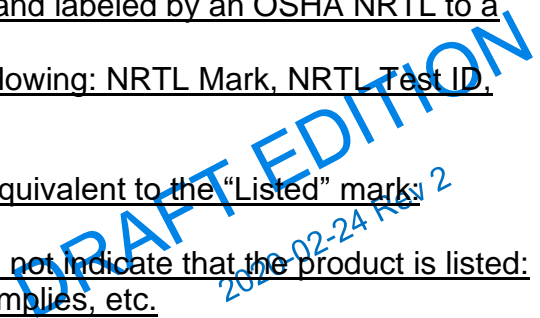 and labeled by an OSHA NRTL to a
lowing: NRTL Mark, NRTL Test ID,
quivalent to the “Listed” mark:
not indicate that the product is listed:
mplies, etc.
DRAFT EDITION
2020-02-24 Rev 2